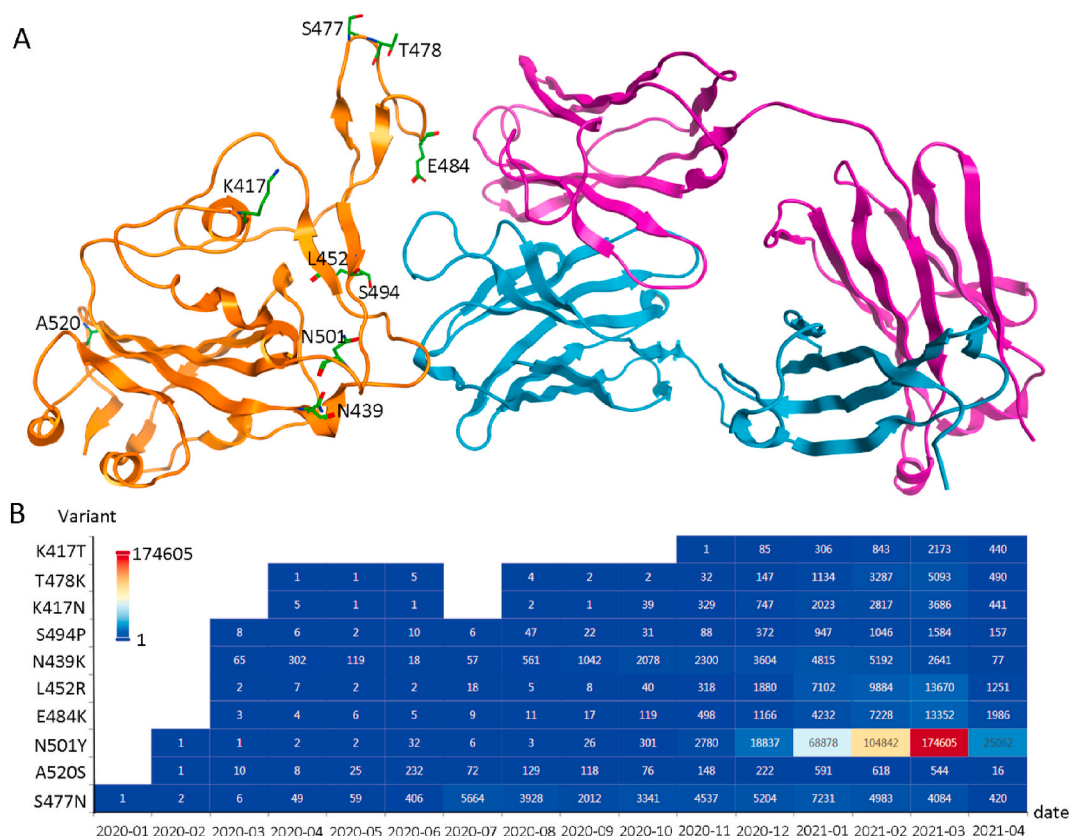 A
S477
T478
E484
K417
L452
S494
A520
N501
N439
B
Variant
174605
1
K417T 1 85 306 843 2173 440
T478K 1 1 5 4 2 2 32 147 1134 3287 5093 490
K417N 5 1 1 2 1 39 329 747 2023 2817 3686 441
S494P 8 6 2 10 6 47 22 31 88 372 947 1046 1584 157
N439K 65 302 119 18 57 561 1042 2078 2300 3604 4815 5192 2641 77
L452R 2 7 2 2 18 5 8 40 318 1880 7102 9884 13670 1251
E484K 3 4 6 5 9 11 17 119 498 1166 4232 7228 13352 1986
N501Y 1 1 2 2 32 6 3 26 301 2780 18837 68878 104842 174605 25062
A520S 1 10 8 25 232 72 129 118 76 148 222 591 618 544 16
S477N 1 2 6 49 59 406 5664 3928 2012 3341 4537 5204 7231 4983 4084 420
date
2020-01 2020-02 2020-03 2020-04 2020-05 2020-06 2020-07 2020-08 2020-09 2020-10 2020-11 2020-12 2021-01 2021-02 2021-03 2021-04